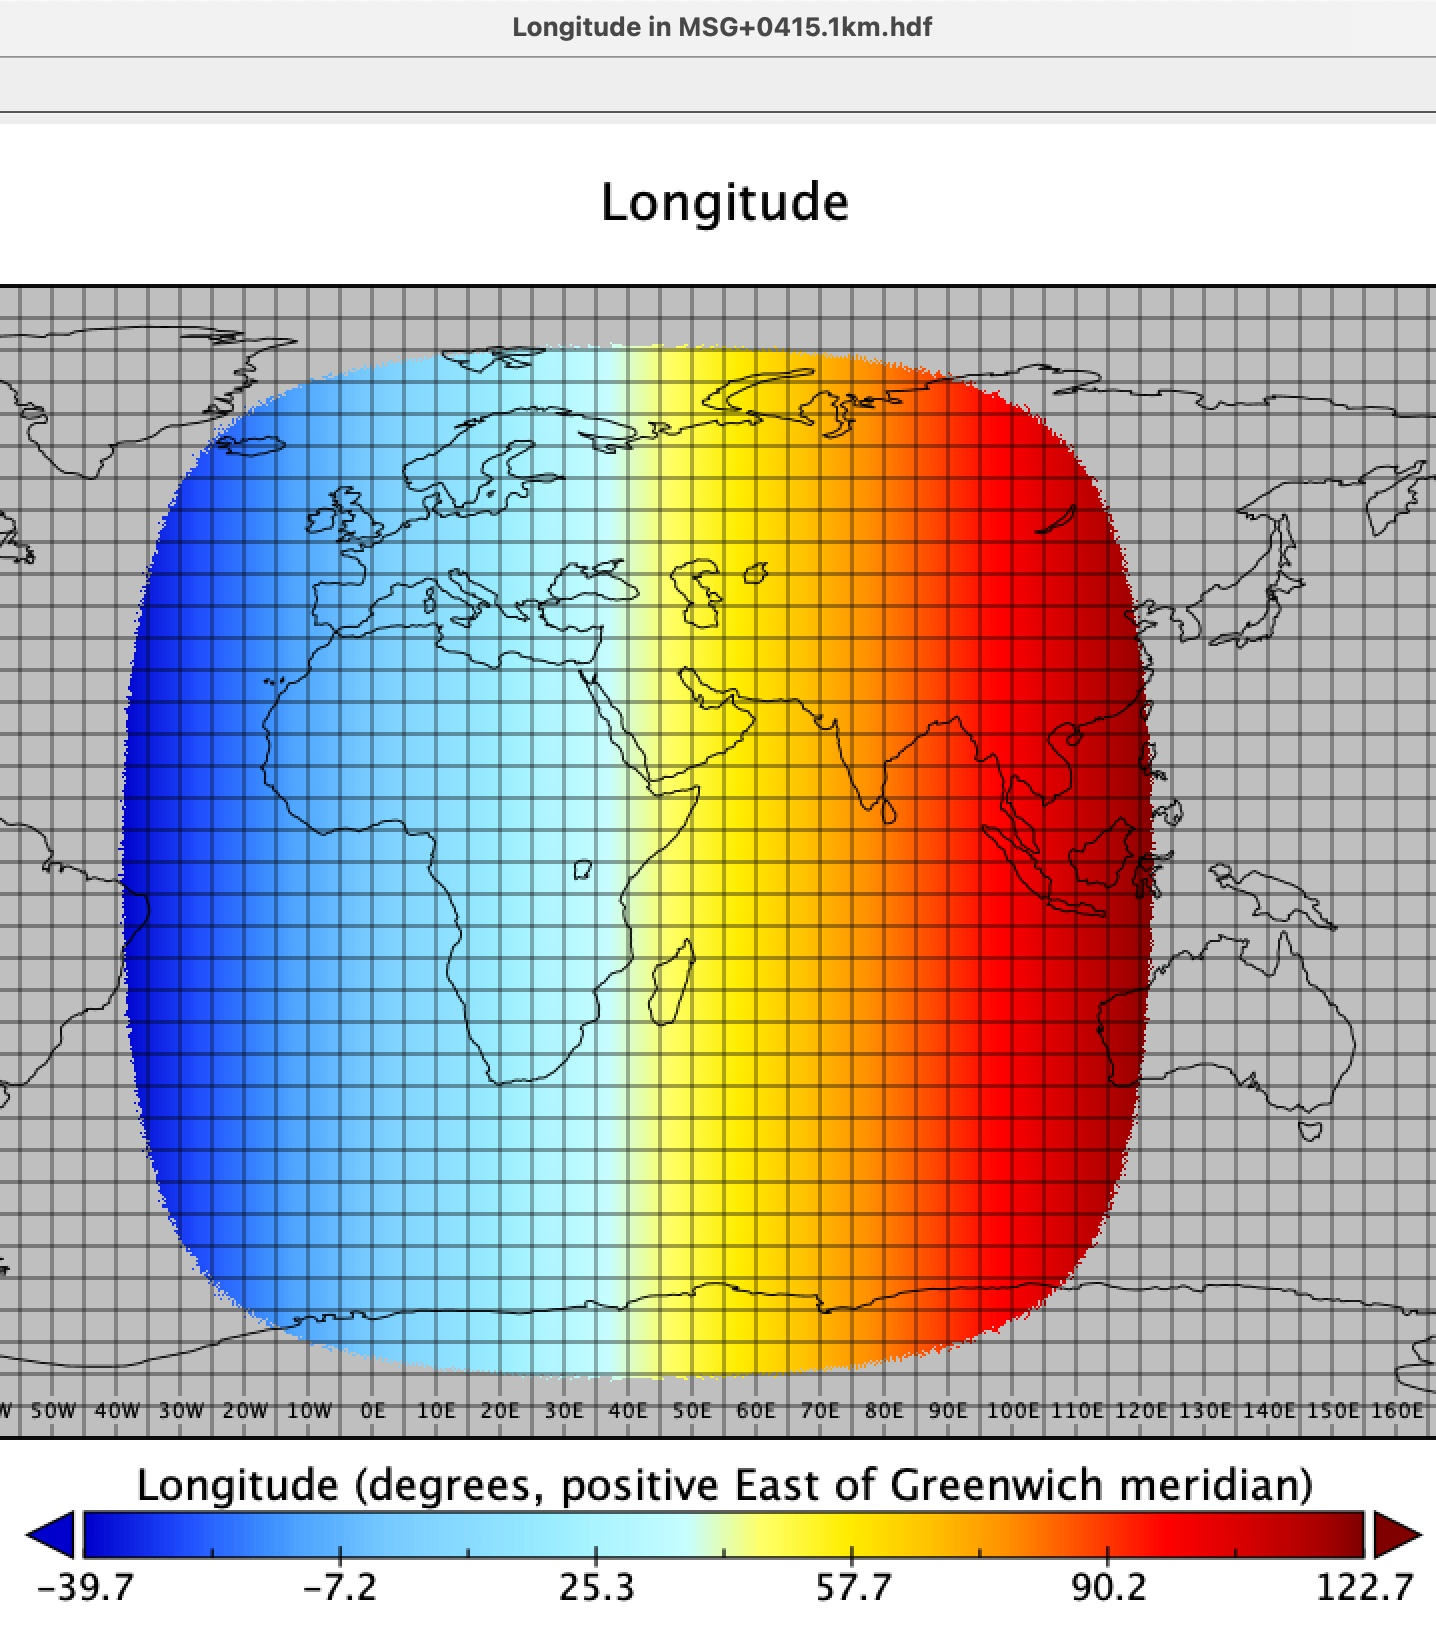 Longitude in MSG+0415.1km.hdf
Longitude
W 50W 40W 30W 20W 10W 0E 10E 20E 30E 40E 50E 60E 70E 80E 90E 100E 110E 120E 130E 140E 150E 160E
Longitude (degrees, positive East of Greenwich meridian)
−39.7 −7.2 25.3 57.7 90.2 122.7